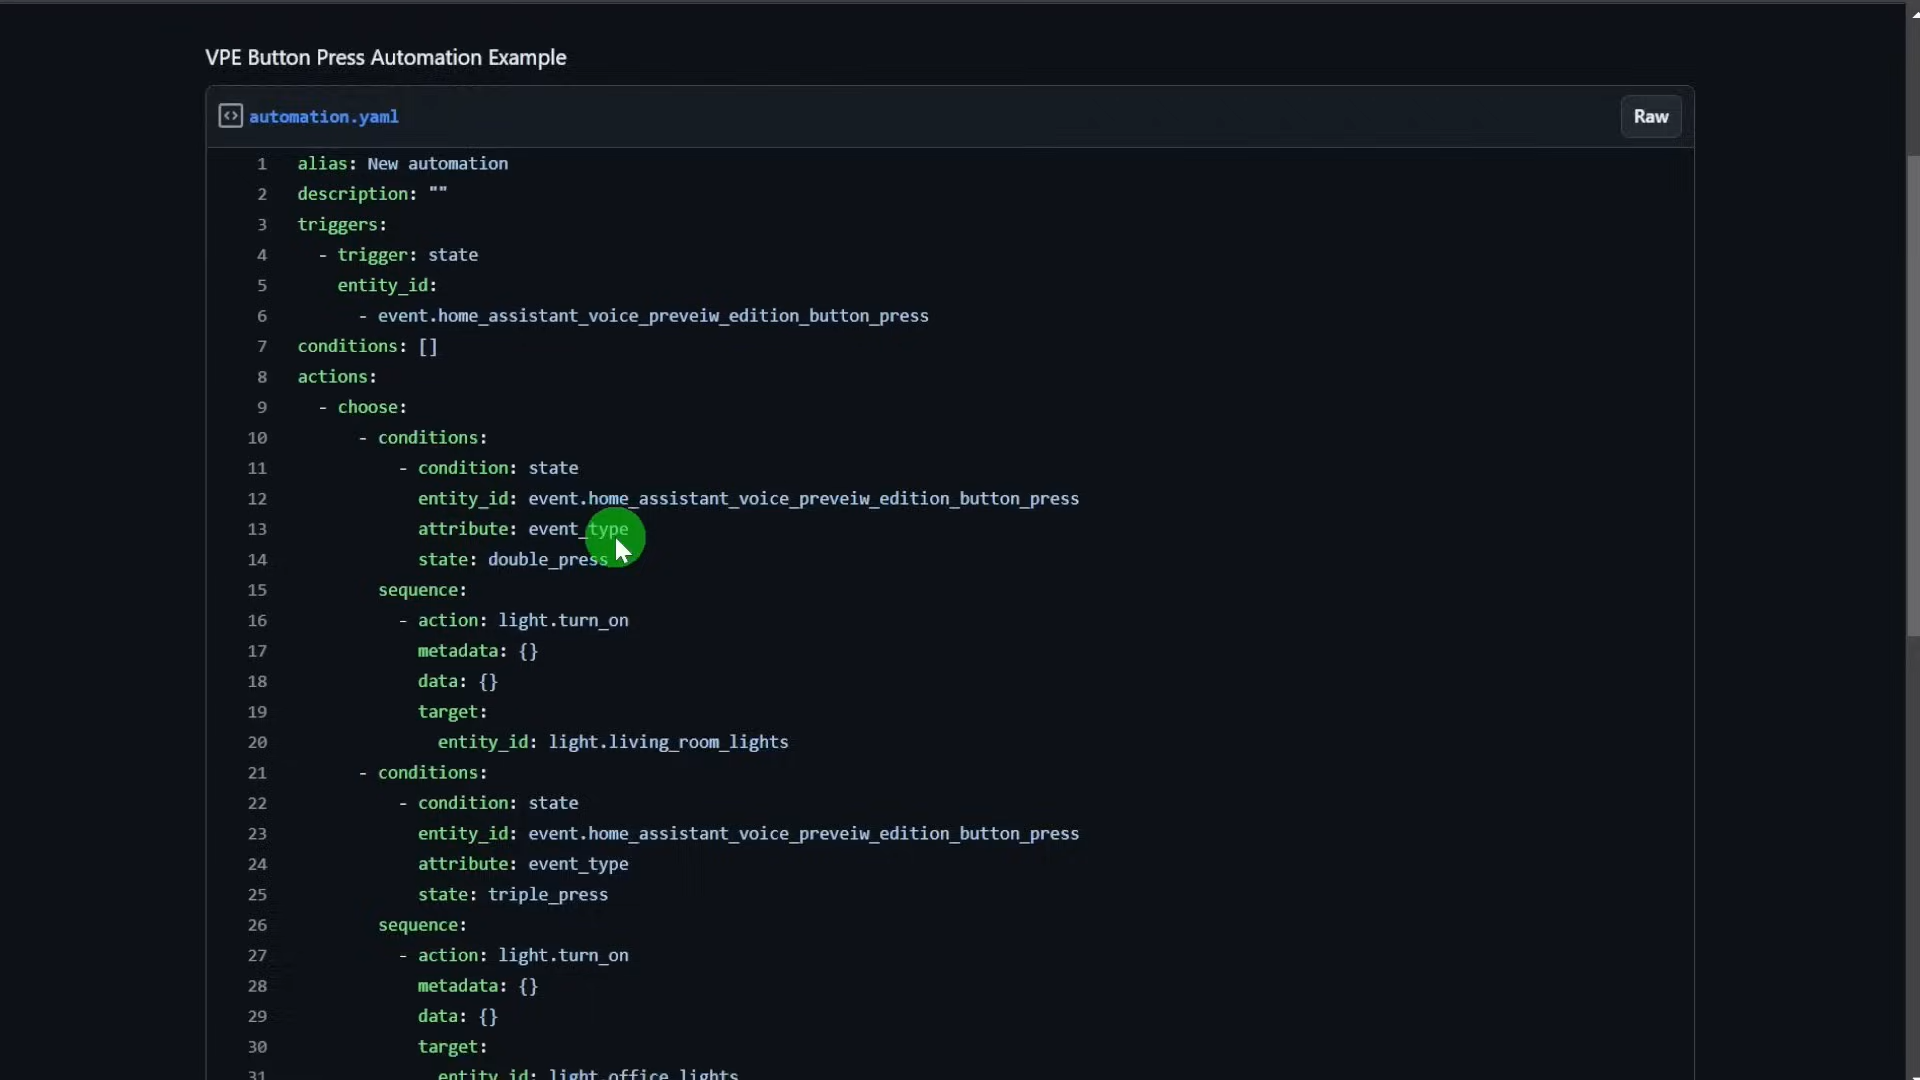 VPE Button Press Automation Example
automation.yaml
Raw
1 alias: New automation
2 description: ""
3 triggers:
4 - trigger: state
5 entity_id:
6 - event.home_assistant_voice_preveiw_edition_button_press
7 conditions: []
8 actions:
9 - choose:
10 - conditions:
11 - condition: state
12 entity_id: event.home_assistant_voice_preveiw_edition_button_press
13 attribute: event_type
14 state: double_press
15 sequence:
16 - action: light.turn_on
17 metadata: {}
18 data: {}
19 target:
20 entity_id: light.living_room_lights
21 - conditions:
22 - condition: state
23 entity_id: event.home_assistant_voice_preveiw_edition_button_press
24 attribute: event_type
25 state: triple_press
26 sequence:
27 - action: light.turn_on
28 metadata: {}
29 data: {}
30 target:
31 entity_id: light.office_lights